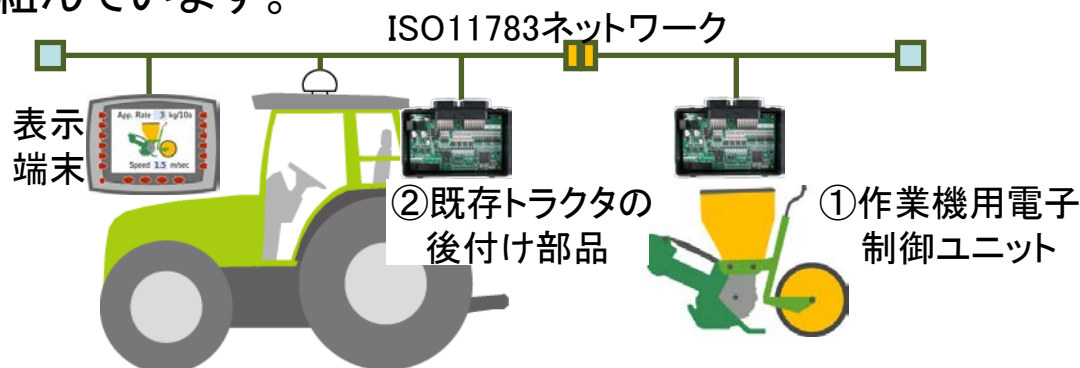 組んでいます。
ISO11783ネットワーク
表示
端末
App. Rate 3 kg/10a
Speed 1.5 m/sec
②既存トラクタの
後付け部品
①作業機用電子
制御ユニット